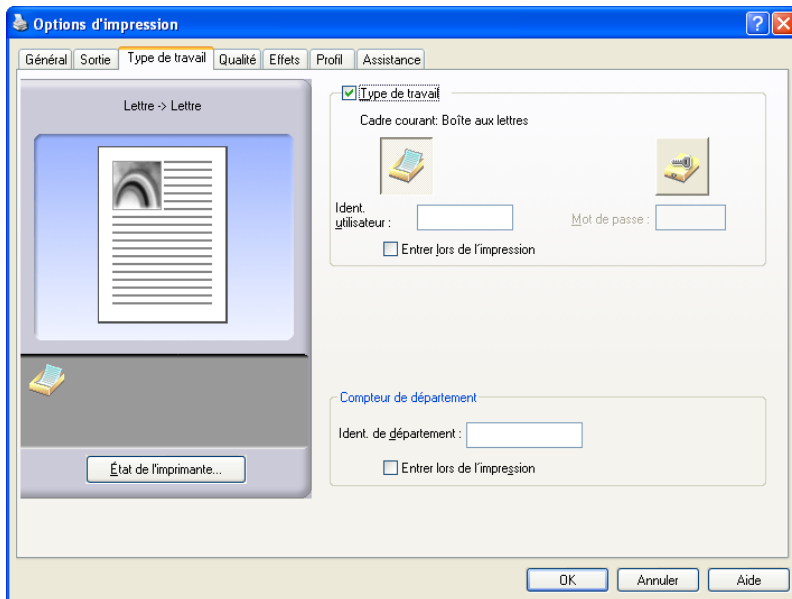 Options d'impression
Général Sortie Type de travail Qualité Effets Profil Assistance
Lettre -> Lettre
État de l'imprimante...
Type de travail
Cadre courant: Boîte aux lettres
Ident.
utilisateur :
Mot de passe :
Entrer lors de l'impression
Compteur de département
Ident. de département :
Entrer lors de l'impression
OK Annuler Aide